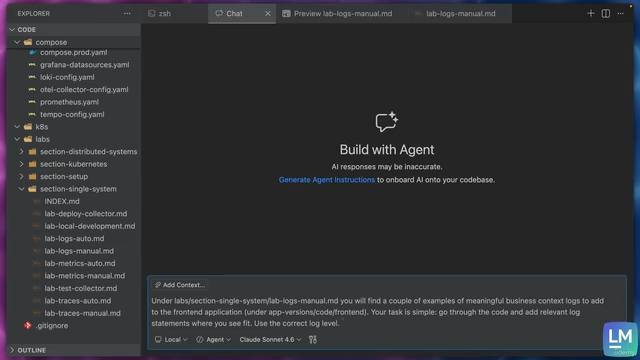 EXPLORER
CODE
compose
compose.prod.yaml
grafana-datasources.yaml
loki-config.yaml
otel-collector-config.yaml
prometheus.yaml
tempo-config.yaml
k8s
labs
section-distributed-systems
section-kubernetes
section-setup
section-single-system
INDEX.md
lab-deploy-collector.md
lab-local-development.md
lab-logs-auto.md
lab-logs-manual.md
lab-metrics-auto.md
lab-metrics-manual.md
lab-test-collector.md
lab-traces-auto.md
lab-traces-manual.md
.gitignore
OUTLINE
zsh
Chat
Preview lab-logs-manual.md
lab-logs-manual.md
Build with Agent
AI responses may be inaccurate.
Generate Agent Instructions to onboard AI onto your codebase.
Add Context...
Under labs/section-single-system/lab-logs-manual.md you will find a couple of examples of meaningful business context logs to add
to the frontend application (under app-versions/code/frontend). Your task is simple: go through the code and add relevant log
statements where you see fit. Use the correct log level.
Local
Agent
Claude Sonnet 4.6
LM
udemy